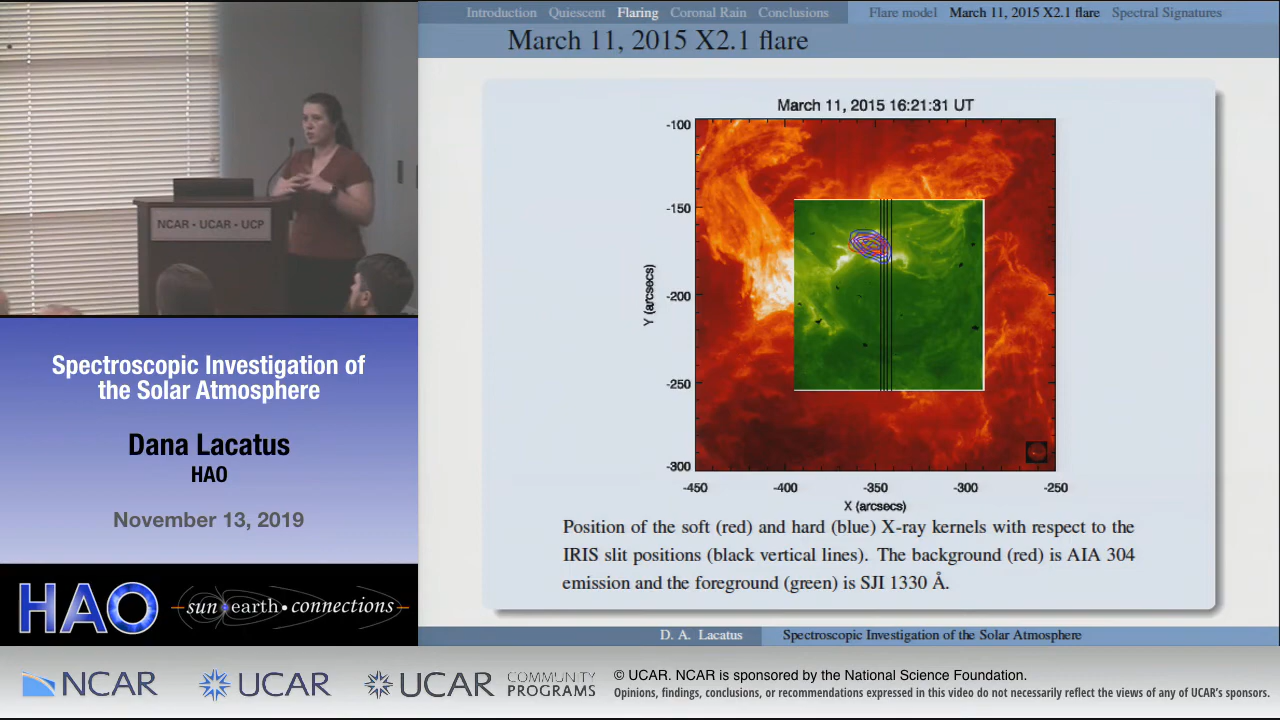 Introduction Quiescent Flaring Coronal Rain Conclusions
Flare model March 11, 2015 X2.1 flare Spectral Signatures
March 11, 2015 X2.1 flare
March 11, 2015 16:21:31 UT
-100
-150
-200
-250
-300
Y (arcsecs)
-450 -400 -350 -300 -250
X (arcsecs)
Position of the soft (red) and hard (blue) X-ray kernels with respect to the
IRIS slit positions (black vertical lines). The background (red) is AIA 304
emission and the foreground (green) is SJI 1330 Å.
D. A. Lacatus Spectroscopic Investigation of the Solar Atmosphere
NCAR - UCAR - UCP
Spectroscopic Investigation of
the Solar Atmosphere
Dana Lacatus
HAO
November 13, 2019
HAO sun•earth•connections
NCAR UCAR UCAR COMMUNITY
PROGRAMS
© UCAR. NCAR is sponsored by the National Science Foundation.
Opinions, findings, conclusions, or recommendations expressed in this video do not necessarily reflect the views of any of UCAR's sponsors.